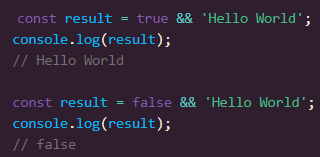 const result = true && 'Hello World';
console.log(result);
// Hello World
const result = false && 'Hello World';
console.log(result);
// false